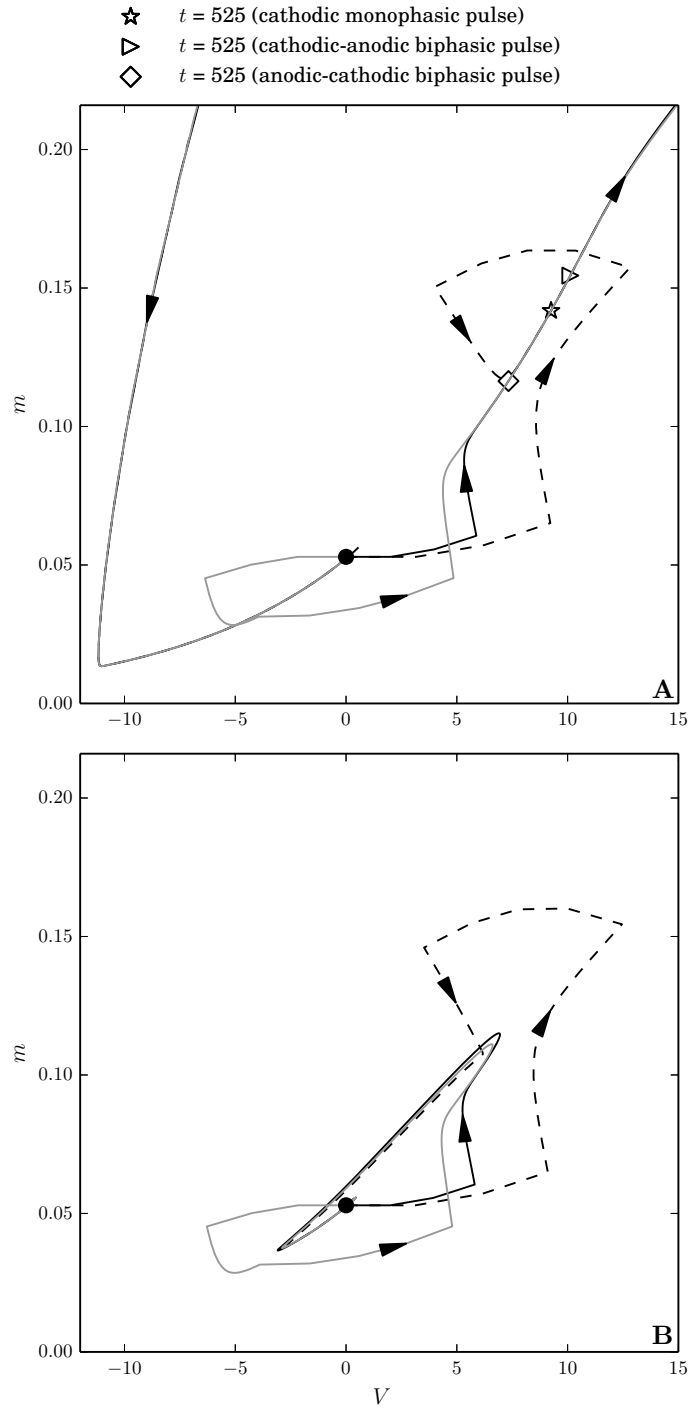 t = 525 (cathodic monophasic pulse)
t = 525 (cathodic-anodic biphasic pulse)
t = 525 (anodic-cathodic biphasic pulse)
0.20
0.15
m
0.10
0.05
0.00
A
−10 −5 0 5 10 15
0.20
0.15
m
0.10
0.05
0.00
B
−10 −5 0 5 10 15
V